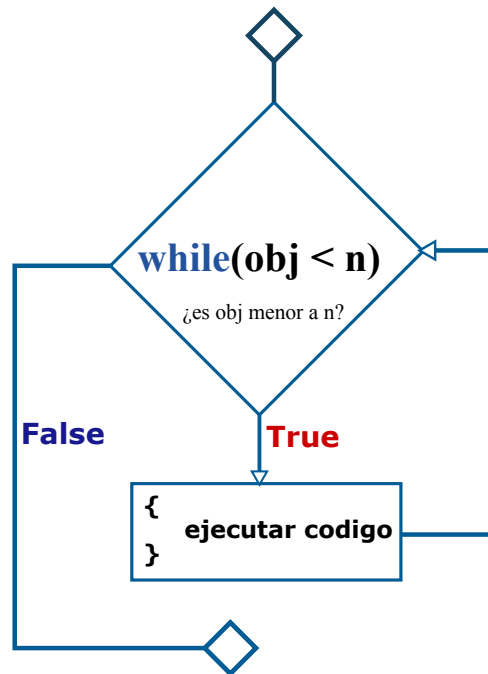 while(obj < n)
¿es obj menor a n?
False
True
{
ejecutar codigo
}